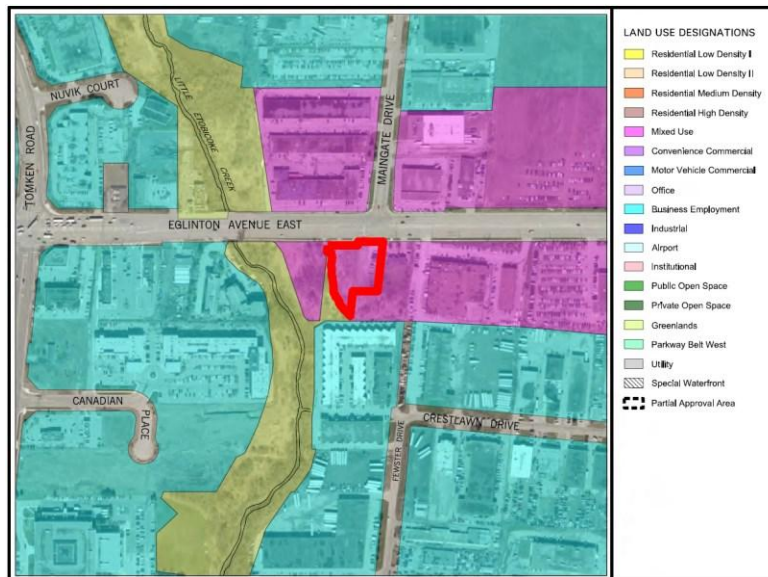 NUVIK COURT
TOMKEN ROAD
LITTLE ETOBICOKE CREEK
MAINGATE DRIVE
EGLINTON AVENUE EAST
CANADIAN
PLACE
FEWSTER DRIVE
CRESTLAWN DRIVE
LAND USE DESIGNATIONS
Residential Low Density I
Residential Low Density II
Residential Medium Density
Residential High Density
Mixed Use
Convenience Commercial
Motor Vehicle Commercial
Office
Business Employment
Industrial
Airport
Institutional
Public Open Space
Private Open Space
Greenlands
Parkway Belt West
Utility
Special Waterfront
Partial Approval Area